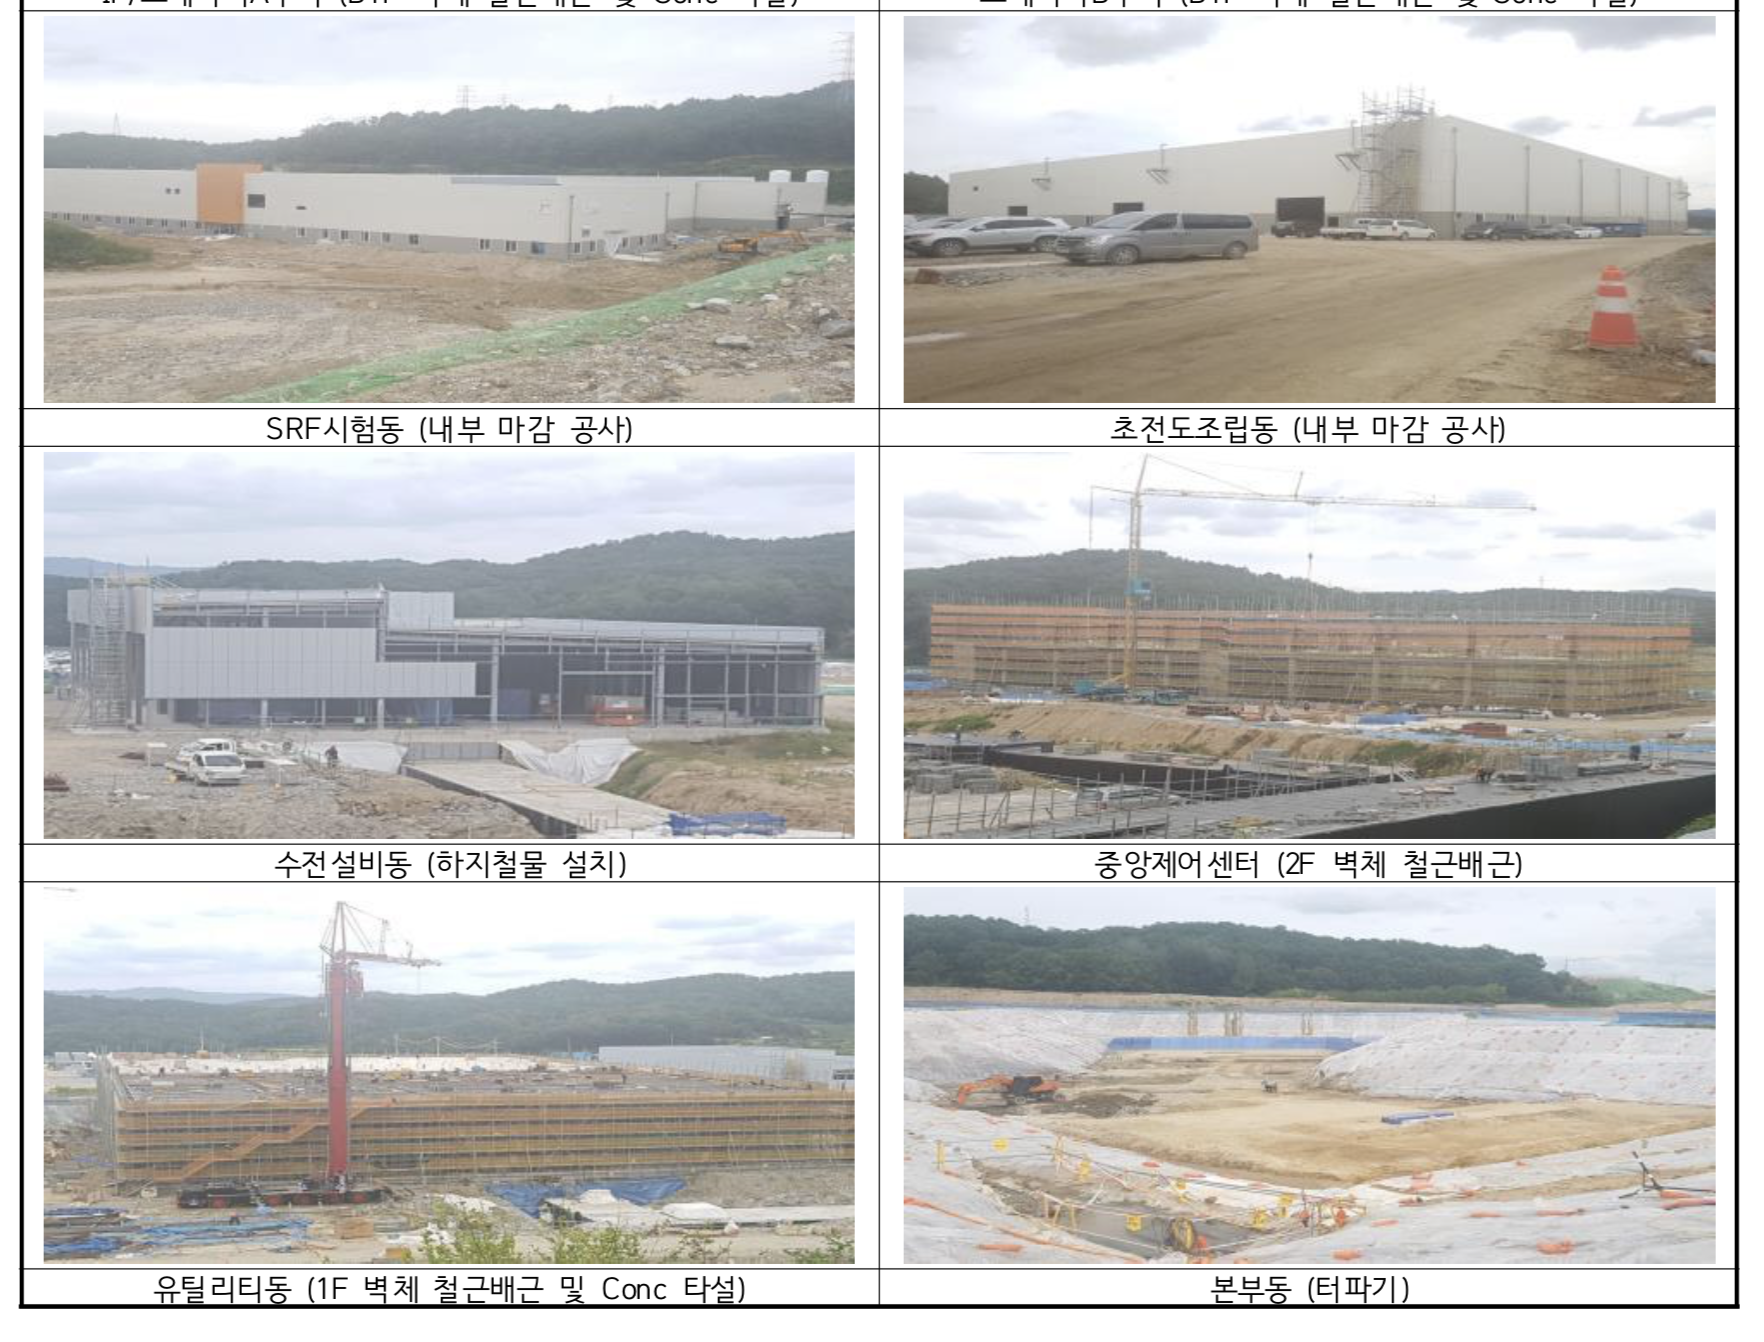 SRF시험동 (내부 마감 공사)
초전도조립동 (내부 마감 공사)
수전설비동 (하지철물 설치)
중앙제어센터 (2F 벽체 철근배근)
유틸리티동 (1F 벽체 철근배근 및 Conc 타설)
본부동 (터파기)